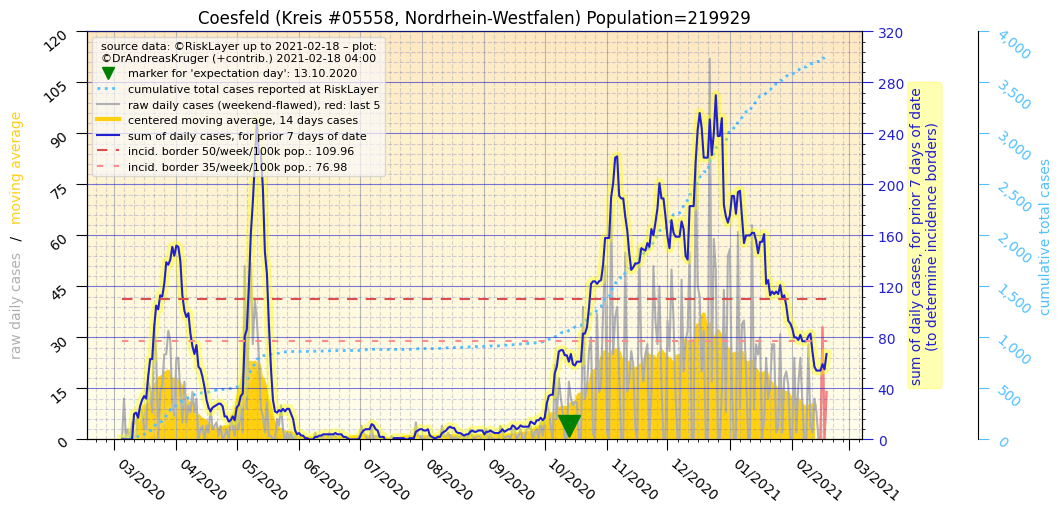 Coesfeld (Kreis #05558, Nordrhein-Westfalen) Population=219929
source data: ©RiskLayer up to 2021-02-18 – plot:
©DrAndreasKruger (+contrib.) 2021-02-18 04:00
marker for 'expectation day': 13.10.2020
cumulative total cases reported at RiskLayer
raw daily cases (weekend-flawed), red: last 5
centered moving average, 14 days cases
sum of daily cases, for prior 7 days of date
incid. border 50/week/100k pop.: 109.96
incid. border 35/week/100k pop.: 76.98
raw daily cases / moving average
120
105
90
75
60
45
30
15
0
03/2020
04/2020
05/2020
06/2020
07/2020
08/2020
09/2020
10/2020
11/2020
12/2020
01/2021
02/2021
03/2021
320
280
240
200
160
120
80
40
0
sum of daily cases, for prior 7 days of date
(to determine incidence borders)
4,000
3,500
3,000
2,500
2,000
1,500
1,000
500
0
cumulative total cases